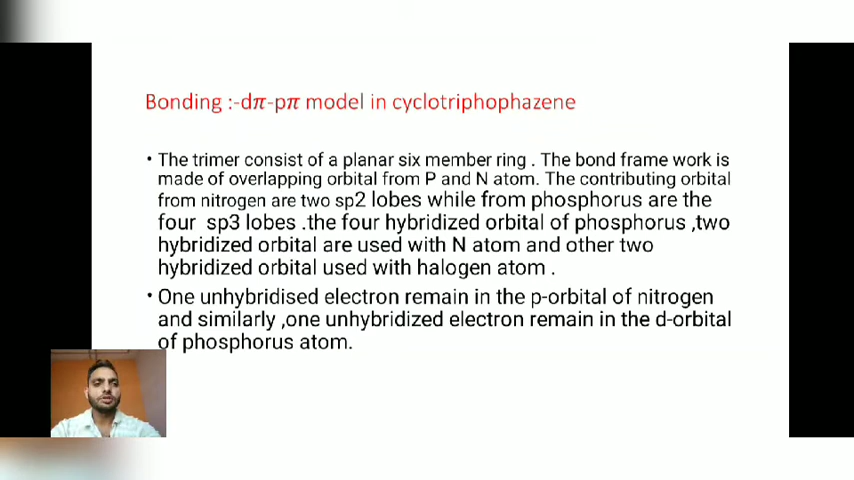 Bonding :-dπ-pπ model in cyclotriphophazene
• The trimer consist of a planar six member ring . The bond frame work is
made of overlapping orbital from P and N atom. The contributing orbital
from nitrogen are two sp2 lobes while from phosphorus are the
four sp3 lobes .the four hybridized orbital of phosphorus ,two
hybridized orbital are used with N atom and other two
hybridized orbital used with halogen atom .
• One unhybridised electron remain in the p-orbital of nitrogen
and similarly ,one unhybridized electron remain in the d-orbital
of phosphorus atom.